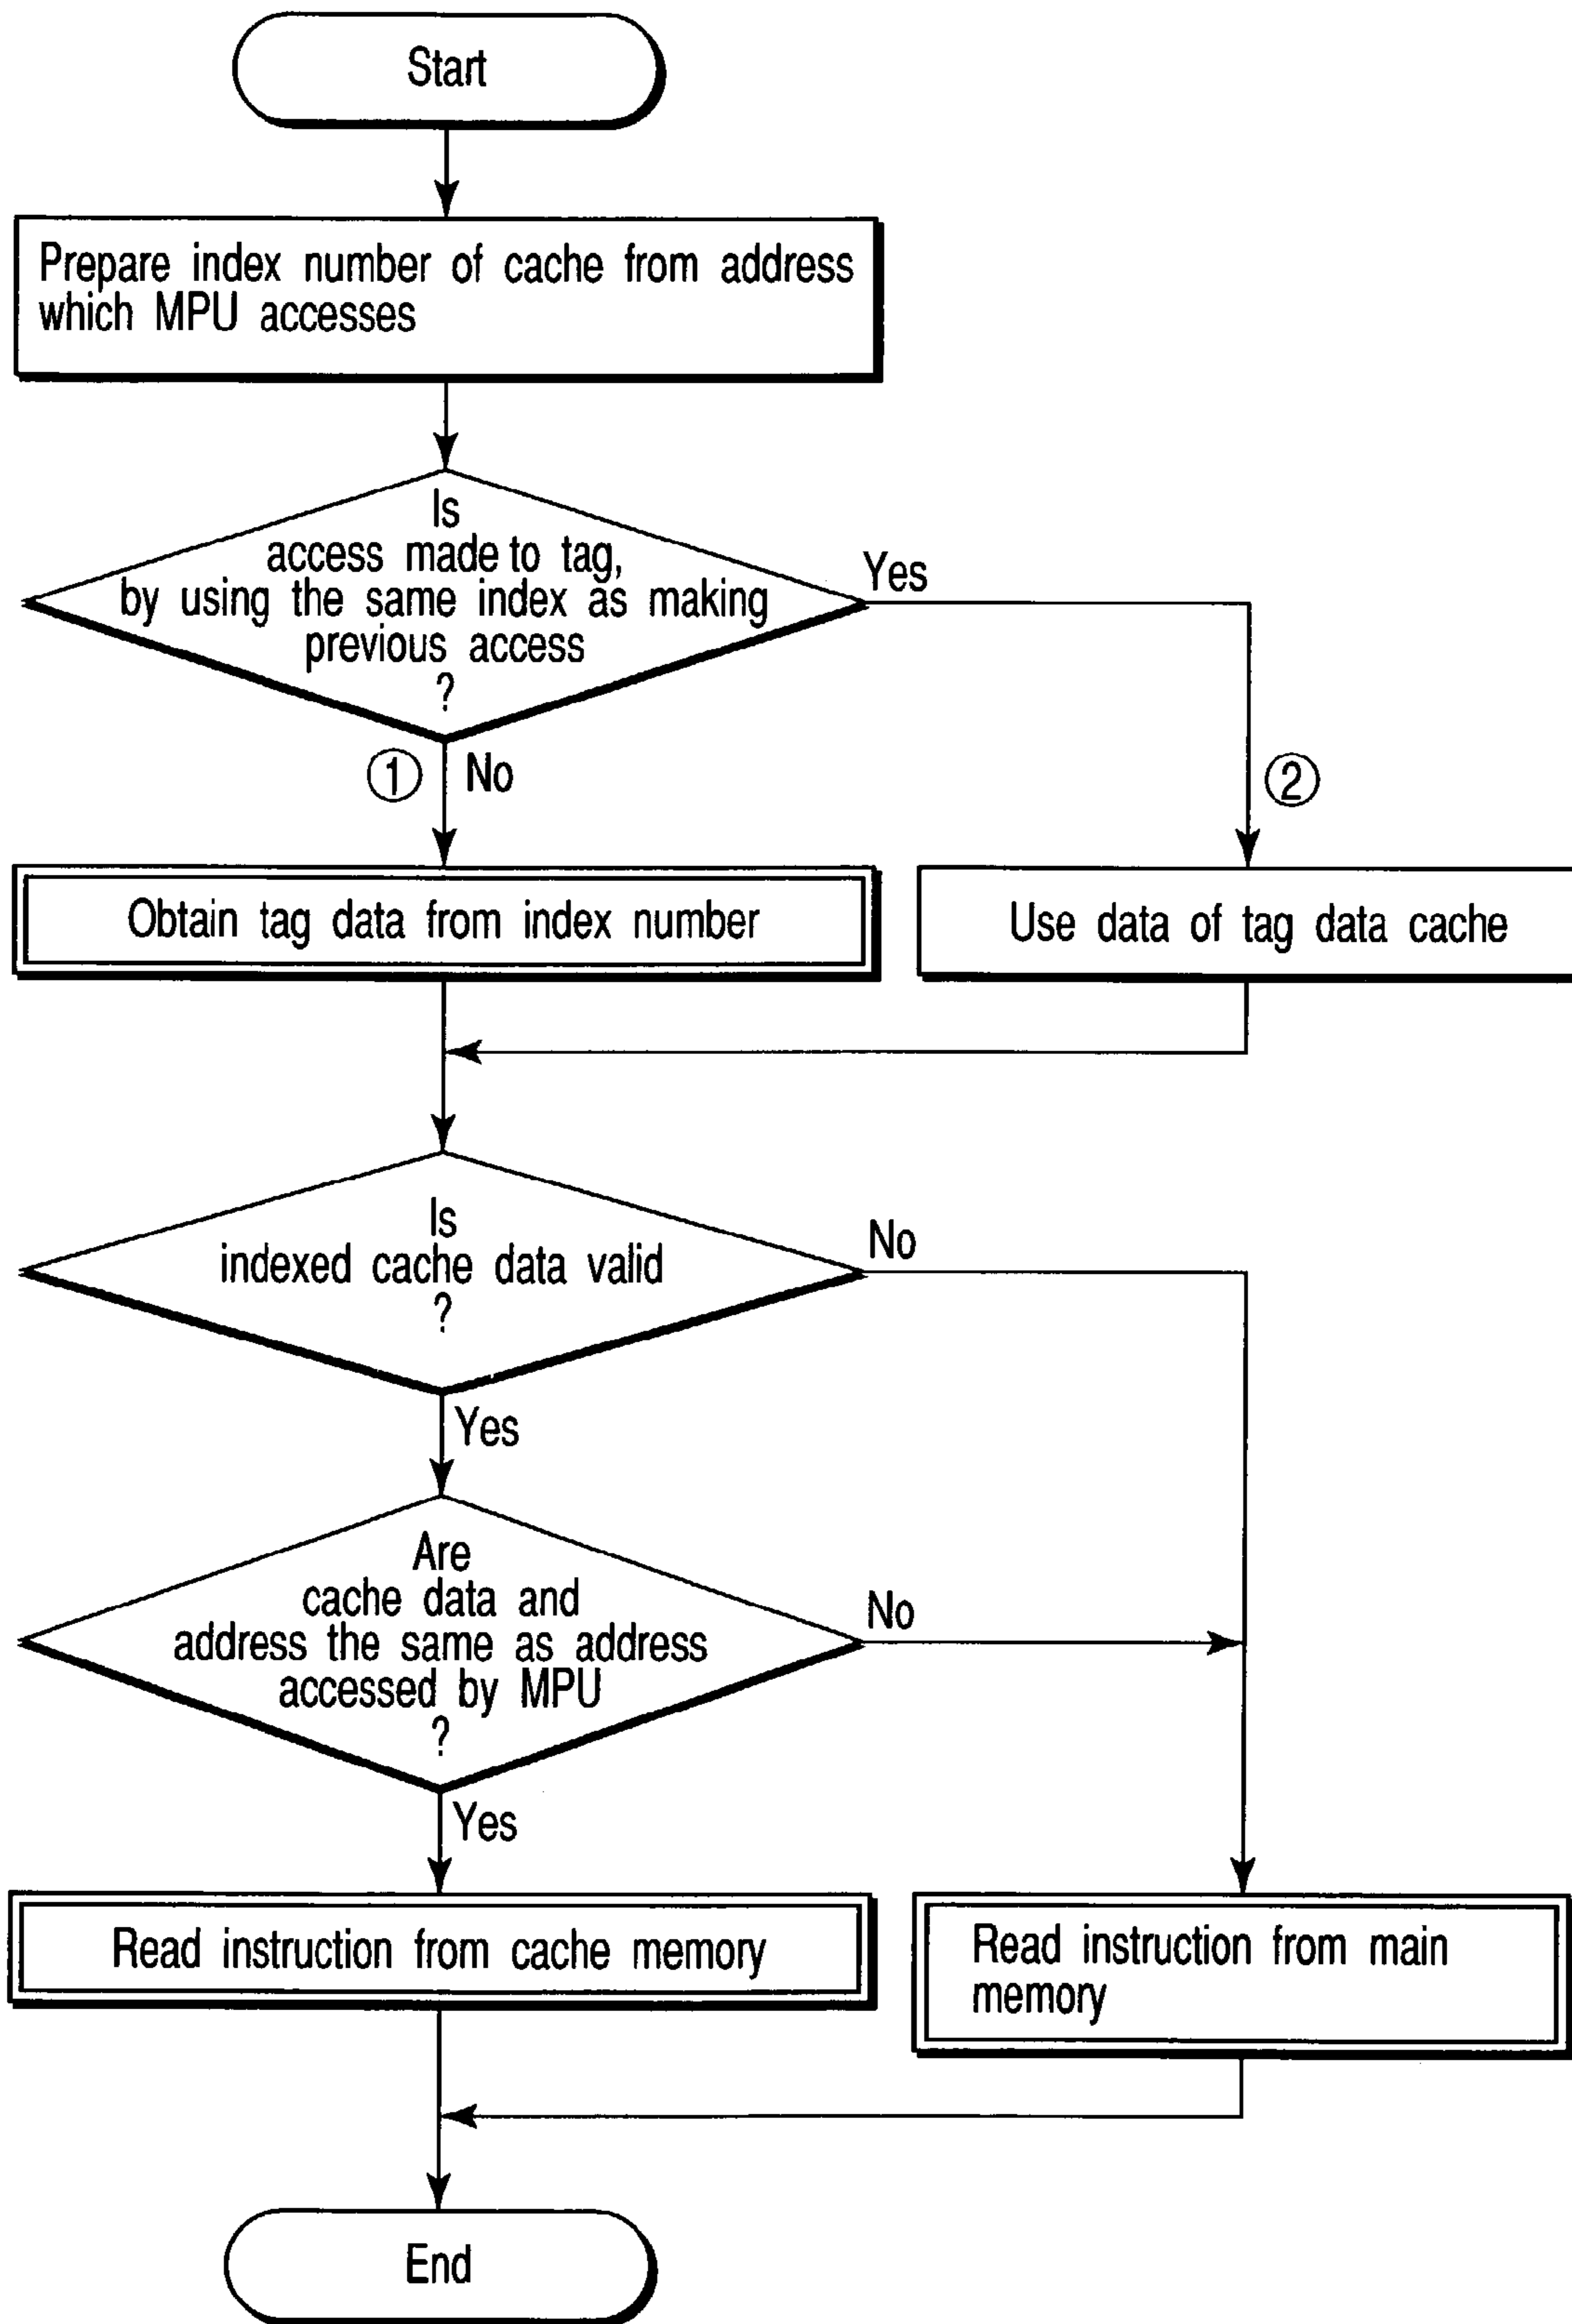 Start
Prepare index number of cache from address
which MPU accesses
Is
access made to tag,
by using the same index as making
previous access
?
Yes
① No
②
Obtain tag data from index number
Use data of tag data cache
Is
indexed cache data valid
?
No
Yes
Are
cache data and
address the same as address
accessed by MPU
?
No
Yes
Read instruction from cache memory
Read instruction from main
memory
End